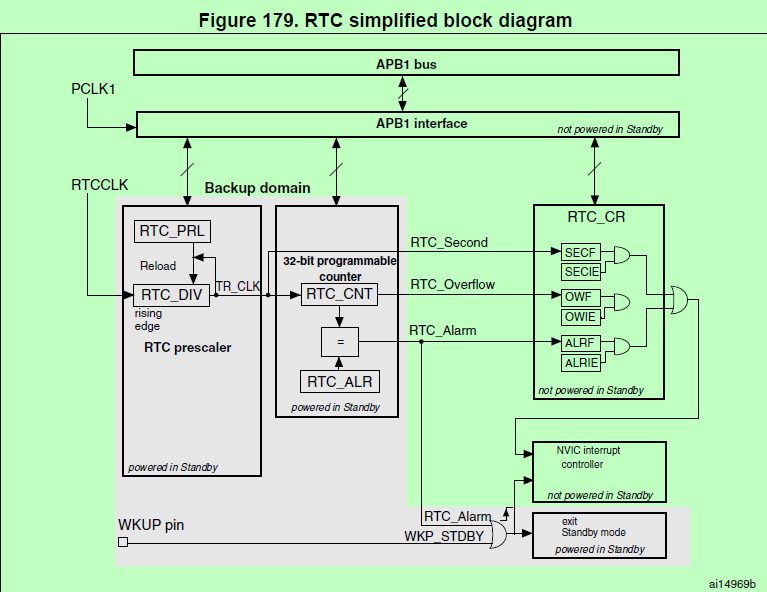 Figure 179. RTC simplified block diagram
APB1 bus
PCLK1
APB1 interface
not powered in Standby
RTCCLK
Backup domain
RTC_PRL
Reload
RTC_DIV
TR_CLK
rising
edge
RTC prescaler
powered in Standby
32-bit programmable
counter
RTC_CNT
=
RTC_ALR
powered in Standby
RTC_Second
RTC_Overflow
RTC_Alarm
RTC_CR
SECF
SECIE
OWF
OWIE
ALRF
ALRIE
not powered in Standby
NVIC interrupt
controller
not powered in Standby
WKUP pin
RTC_Alarm
WKP_STDBY
exit
Standby mode
powered in Standby
ai14969b